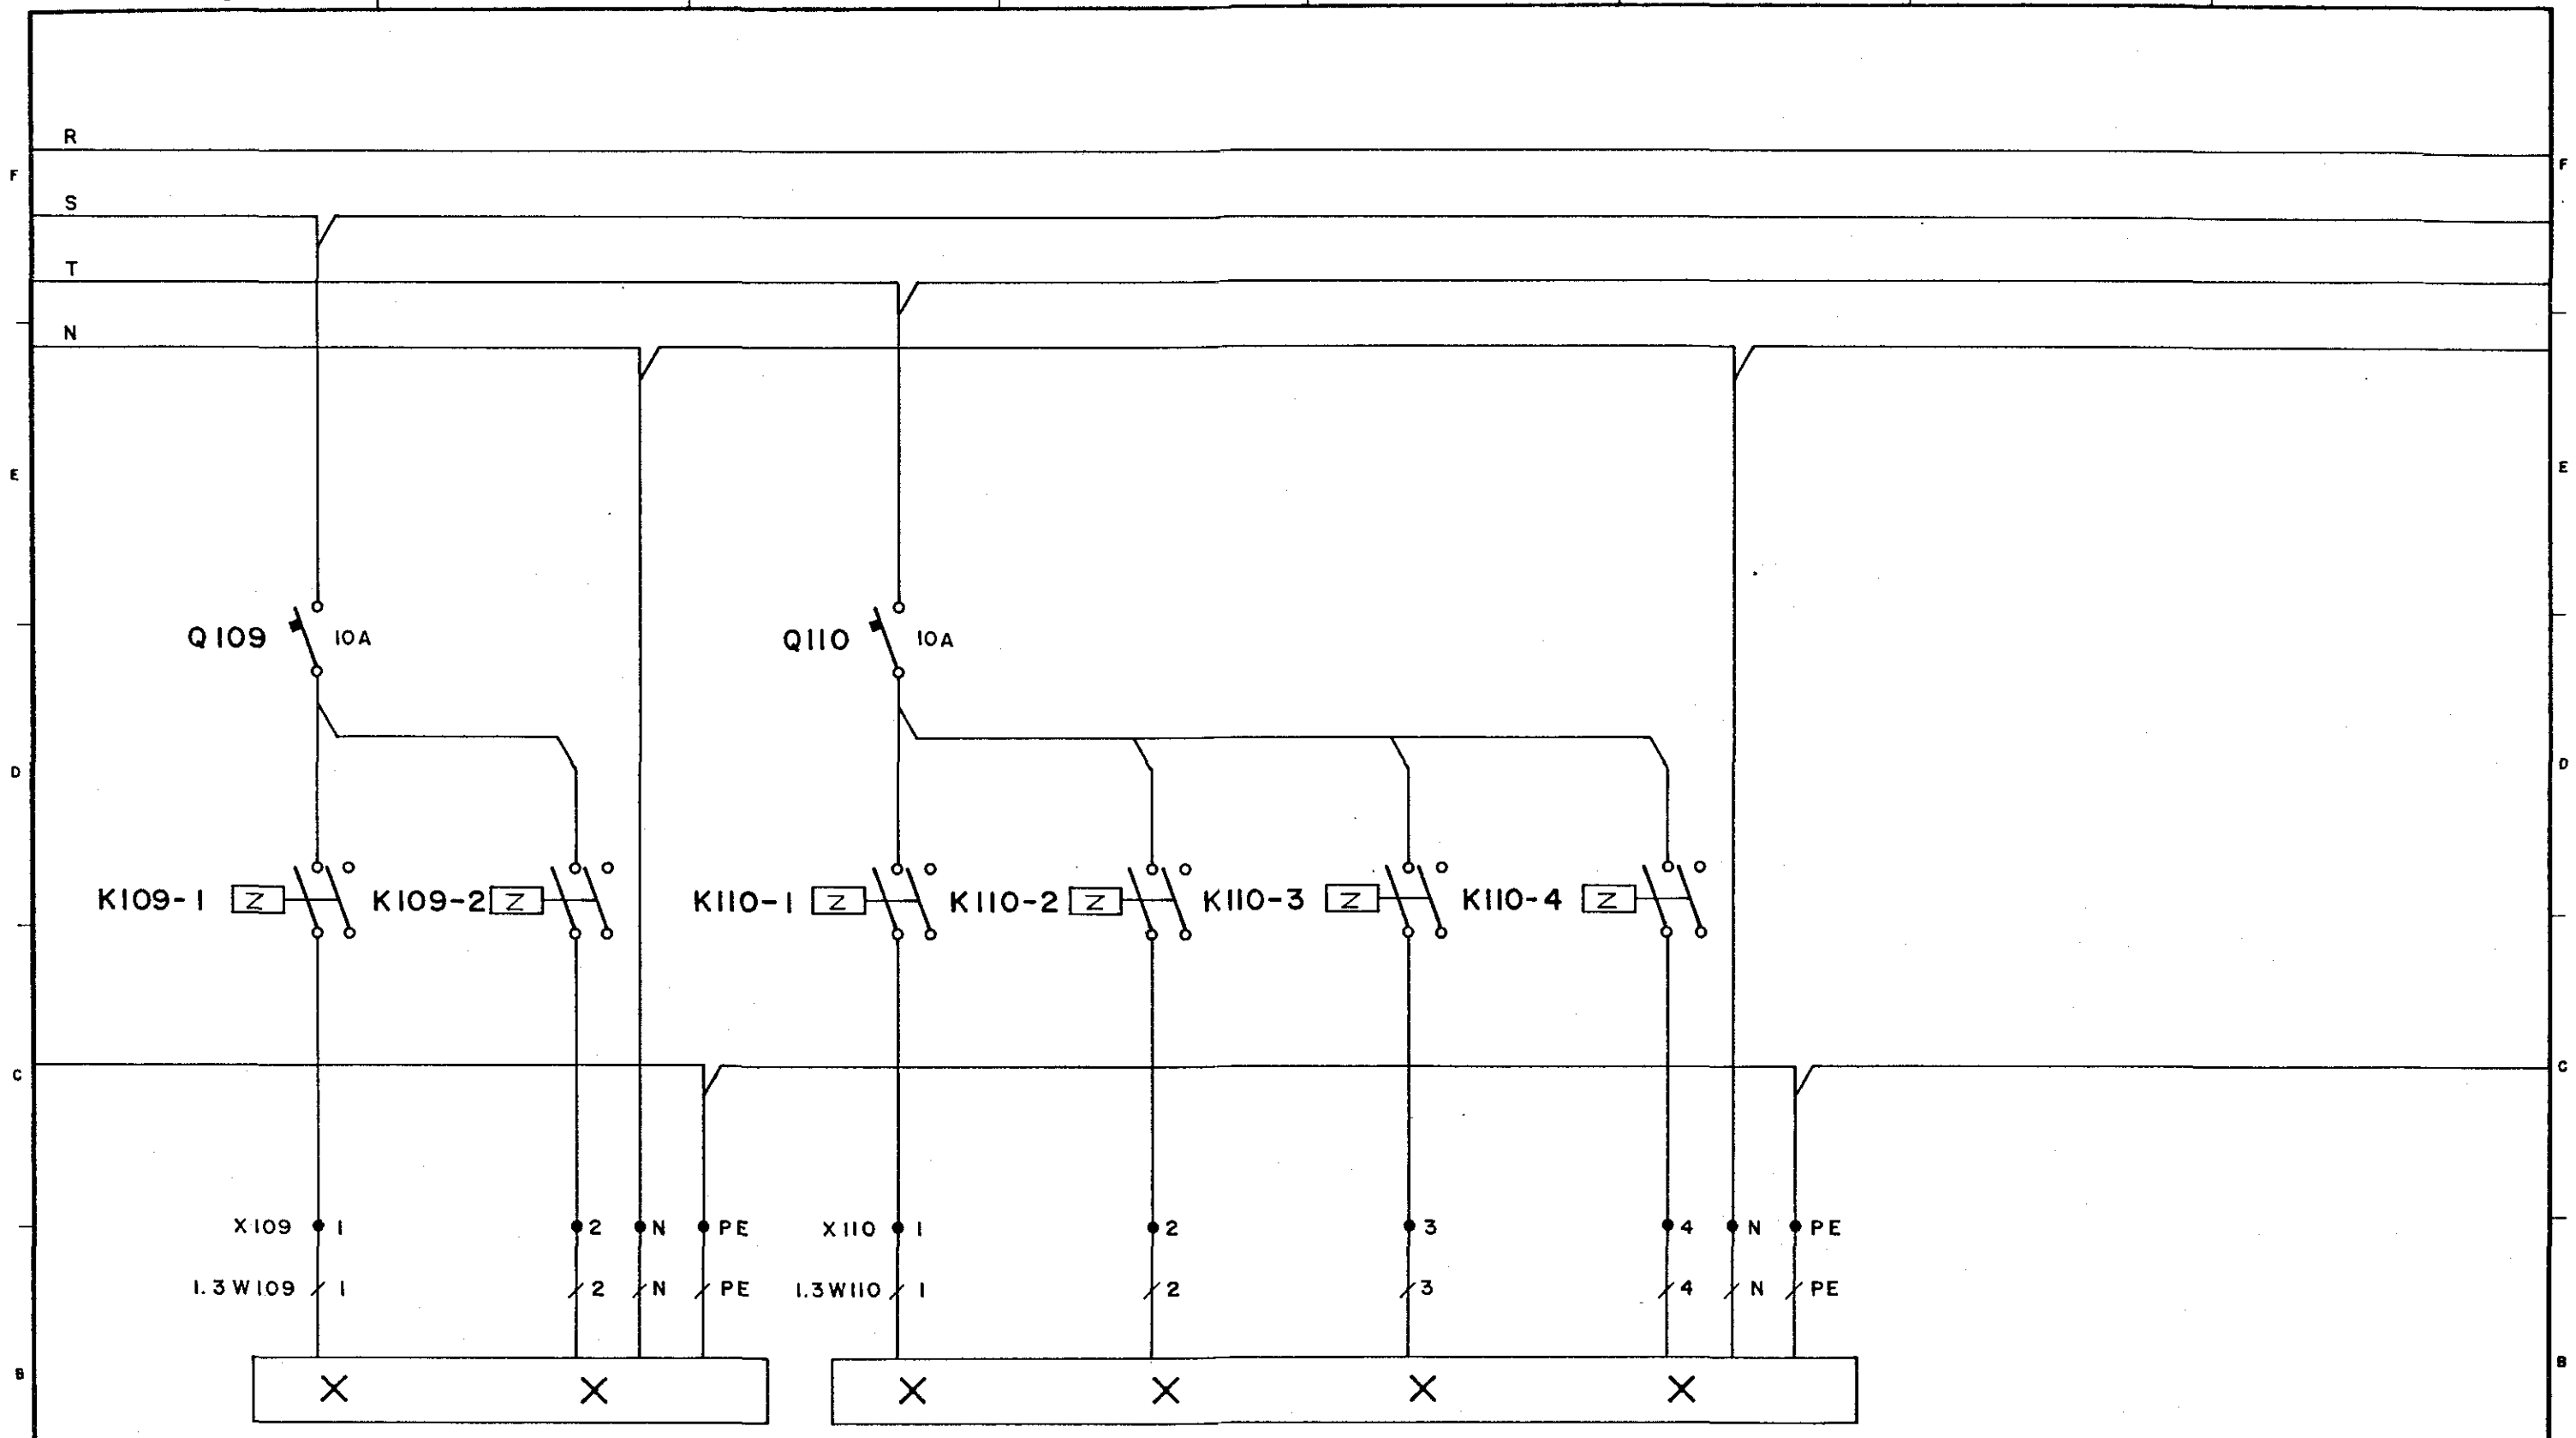 R
F F
S
T
N
E E
Q109 10A Q110 10A
D D
K109-1 Z K109-2 Z K110-1 Z K110-2 Z K110-3 Z K110-4 Z
C C
X109 1 2 N PE X110 1 2 3 4 N PE
1.3W109 1 2 N PE 1.3W110 1 2 3 4 N PE
B B